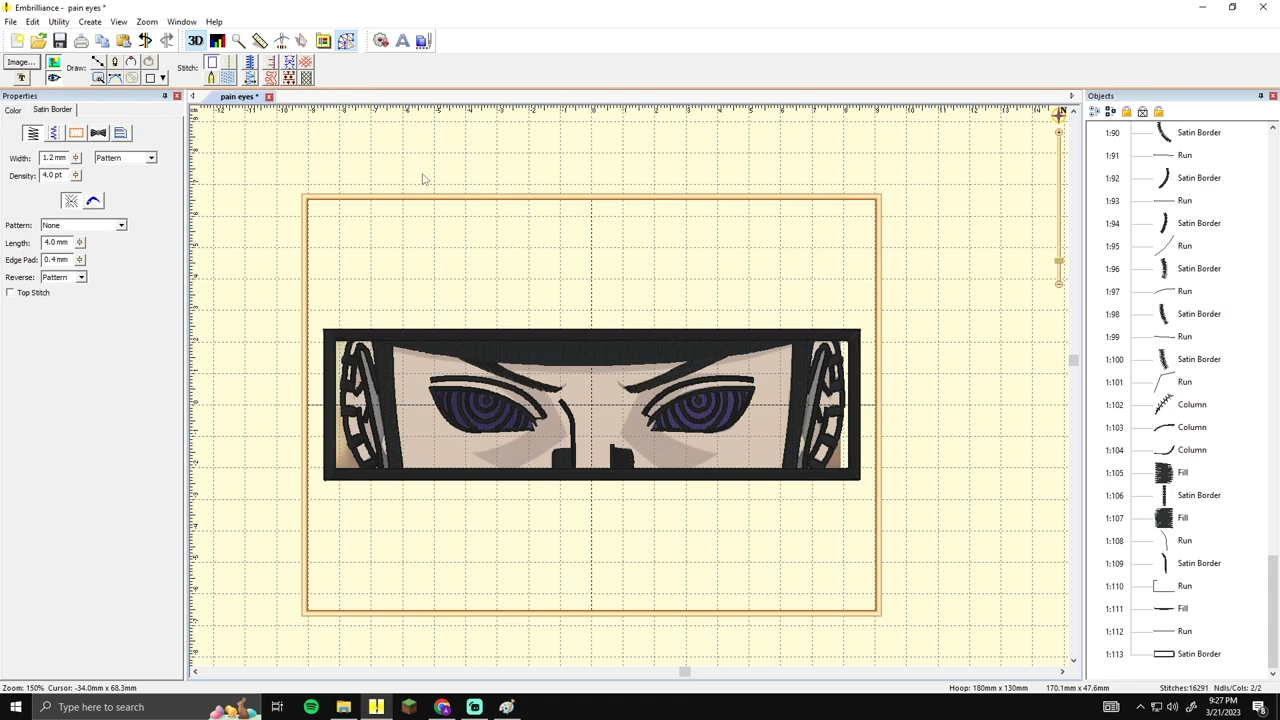 Embrilliance - pain eyes *
File Edit Utility Create View Zoom Window Help
3D
Image... Draw: Stitch:
Properties
Color Satin Border
Width: 1.2 mm Pattern
Density: 4.0 pt
Pattern: None
Length: 4.0 mm
Edge Pad: 0.4 mm
Reverse: Pattern
Top Stitch
pain eyes *
cm
N
Objects
1:90 Satin Border
1:91 Run
1:92 Satin Border
1:93 Run
1:94 Satin Border
1:95 Run
1:96 Satin Border
1:97 Run
1:98 Satin Border
1:99 Run
1:100 Satin Border
1:101 Run
1:102 Column
1:103 Column
1:104 Column
1:105 Fill
1:106 Satin Border
1:107 Fill
1:108 Run
1:109 Satin Border
1:110 Run
1:111 Fill
1:112 Run
1:113 Satin Border
Zoom: 150% Cursor: -34.0mm x 68.3mm Hoop: 180mm x 130mm 170.1mm x 47.6mm Stitches:16291 Ndls/Cols: 2/2
Type here to search
9:27 PM
3/21/2023
8